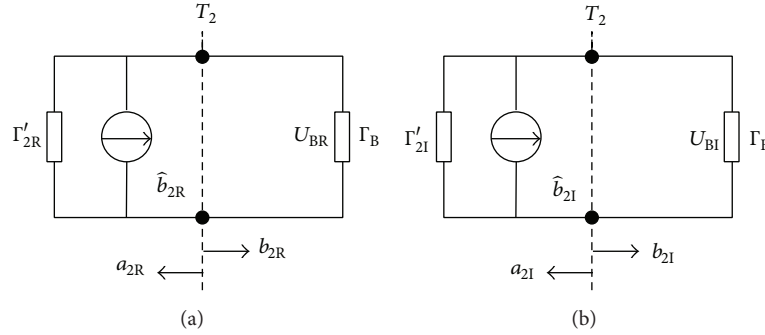 T₂
Γ′₂R
b̂₂R
U_BR
Γ_B
a₂R
b₂R
(a)
T₂
Γ′₂I
b̂₂I
U_BI
a₂I
b₂I
(b)